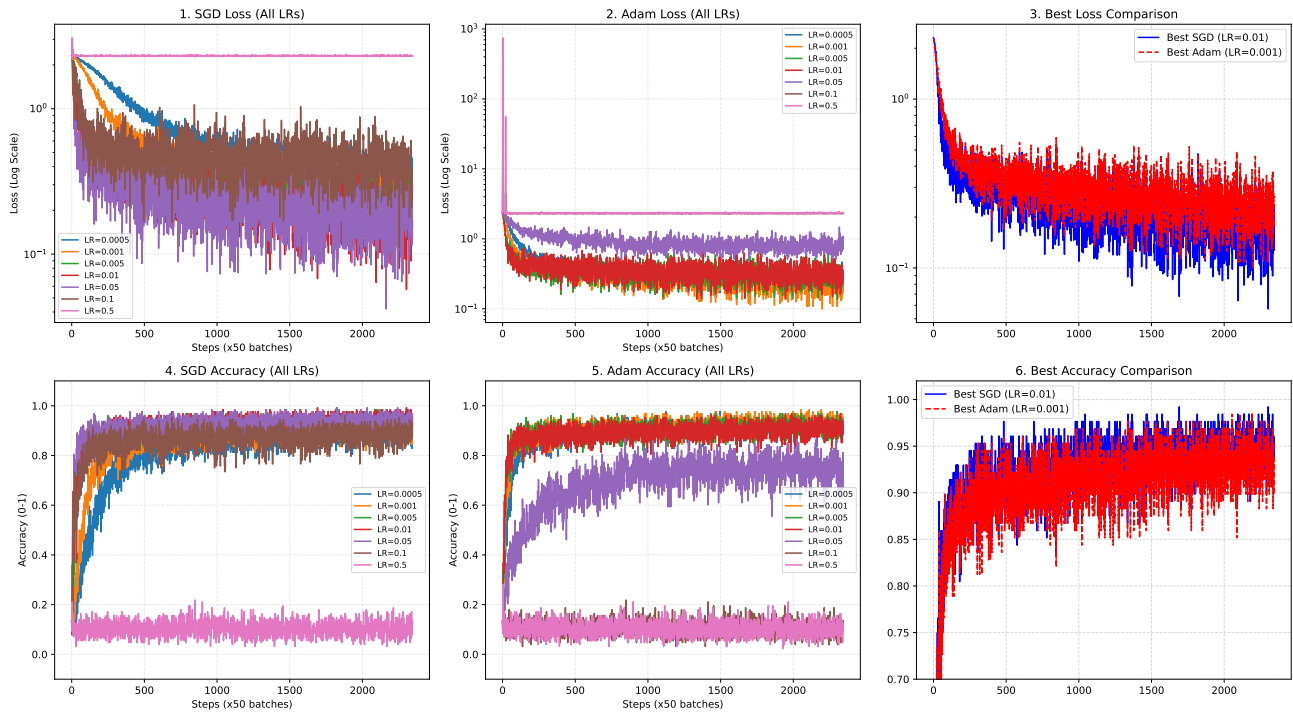 1. SGD Loss (All LRs)
Loss (Log Scale)
10⁰
10⁻¹
LR=0.0005
LR=0.001
LR=0.005
LR=0.01
LR=0.05
LR=0.1
LR=0.5
0 500 1000 1500 2000
Steps (x50 batches)
2. Adam Loss (All LRs)
Loss (Log Scale)
10³
10²
10¹
10⁰
10⁻¹
LR=0.0005
LR=0.001
LR=0.005
LR=0.01
LR=0.05
LR=0.1
LR=0.5
0 500 1000 1500 2000
Steps (x50 batches)
3. Best Loss Comparison
10⁰
10⁻¹
Best SGD (LR=0.01)
Best Adam (LR=0.001)
0 500 1000 1500 2000
4. SGD Accuracy (All LRs)
Accuracy (0-1)
1.0
0.8
0.6
0.4
0.2
0.0
LR=0.0005
LR=0.001
LR=0.005
LR=0.01
LR=0.05
LR=0.1
LR=0.5
0 500 1000 1500 2000
Steps (x50 batches)
5. Adam Accuracy (All LRs)
Accuracy (0-1)
1.0
0.8
0.6
0.4
0.2
0.0
LR=0.0005
LR=0.001
LR=0.005
LR=0.01
LR=0.05
LR=0.1
LR=0.5
0 500 1000 1500 2000
Steps (x50 batches)
6. Best Accuracy Comparison
1.00
0.95
0.90
0.85
0.80
0.75
0.70
Best SGD (LR=0.01)
Best Adam (LR=0.001)
0 500 1000 1500 2000